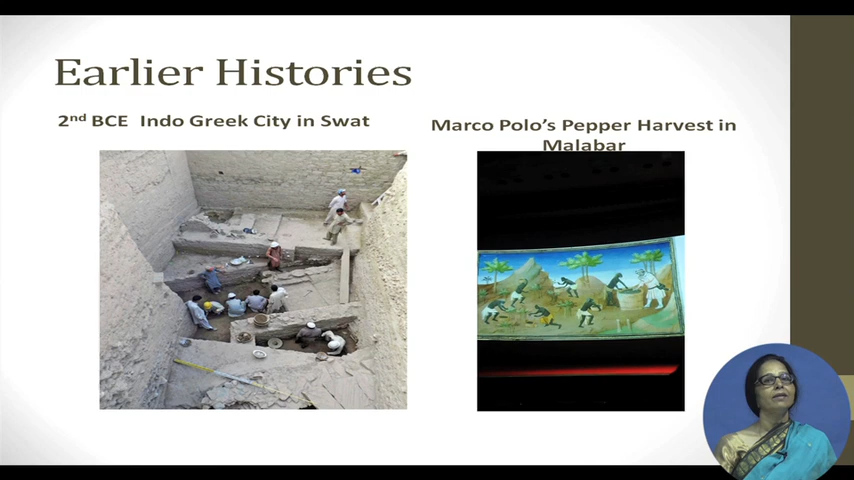 Earlier Histories
2nd BCE Indo Greek City in Swat
Marco Polo's Pepper Harvest in
Malabar